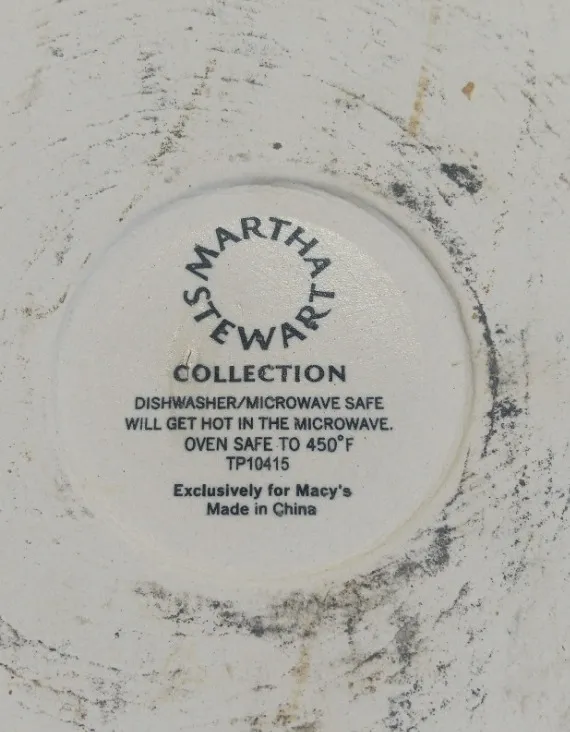 MARTHA
STEWART
COLLECTION
DISHWASHER/MICROWAVE SAFE
WILL GET HOT IN THE MICROWAVE.
OVEN SAFE TO 450°F
TP10415
Exclusively for Macy's
Made in China